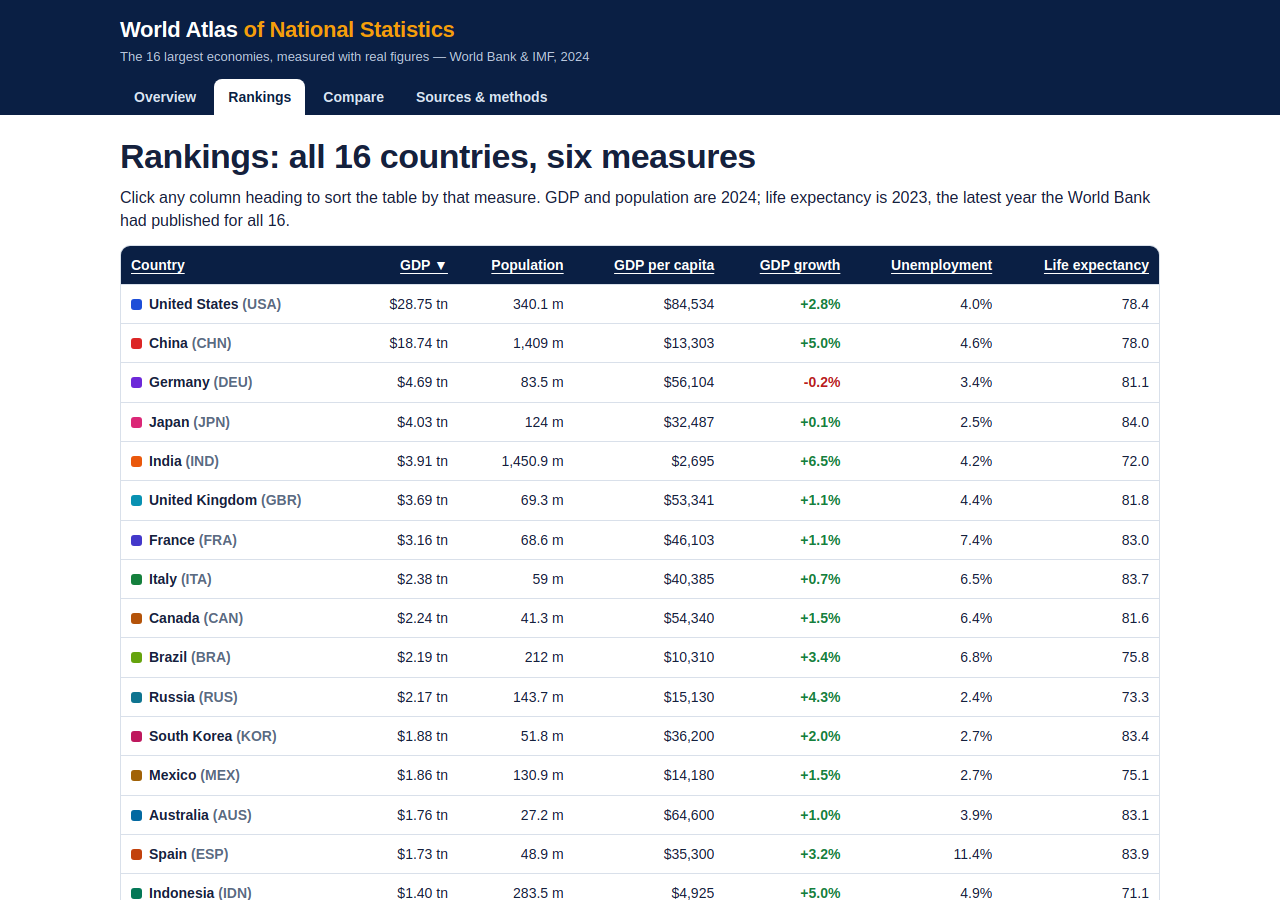 World Atlas of National Statistics
The 16 largest economies, measured with real figures — World Bank & IMF, 2024
Overview Rankings Compare Sources & methods
Rankings: all 16 countries, six measures
Click any column heading to sort the table by that measure. GDP and population are 2024; life expectancy is 2023, the latest year the World Bank
had published for all 16.
Country GDP ▼ Population GDP per capita GDP growth Unemployment Life expectancy
United States (USA) $28.75 tn 340.1 m $84,534 +2.8% 4.0% 78.4
China (CHN) $18.74 tn 1,409 m $13,303 +5.0% 4.6% 78.0
Germany (DEU) $4.69 tn 83.5 m $56,104 -0.2% 3.4% 81.1
Japan (JPN) $4.03 tn 124 m $32,487 +0.1% 2.5% 84.0
India (IND) $3.91 tn 1,450.9 m $2,695 +6.5% 4.2% 72.0
United Kingdom (GBR) $3.69 tn 69.3 m $53,341 +1.1% 4.4% 81.8
France (FRA) $3.16 tn 68.6 m $46,103 +1.1% 7.4% 83.0
Italy (ITA) $2.38 tn 59 m $40,385 +0.7% 6.5% 83.7
Canada (CAN) $2.24 tn 41.3 m $54,340 +1.5% 6.4% 81.6
Brazil (BRA) $2.19 tn 212 m $10,310 +3.4% 6.8% 75.8
Russia (RUS) $2.17 tn 143.7 m $15,130 +4.3% 2.4% 73.3
South Korea (KOR) $1.88 tn 51.8 m $36,200 +2.0% 2.7% 83.4
Mexico (MEX) $1.86 tn 130.9 m $14,180 +1.5% 2.7% 75.1
Australia (AUS) $1.76 tn 27.2 m $64,600 +1.0% 3.9% 83.1
Spain (ESP) $1.73 tn 48.9 m $35,300 +3.2% 11.4% 83.9
Indonesia (IDN) $1.40 tn 283.5 m $4,925 +5.0% 4.9% 71.1